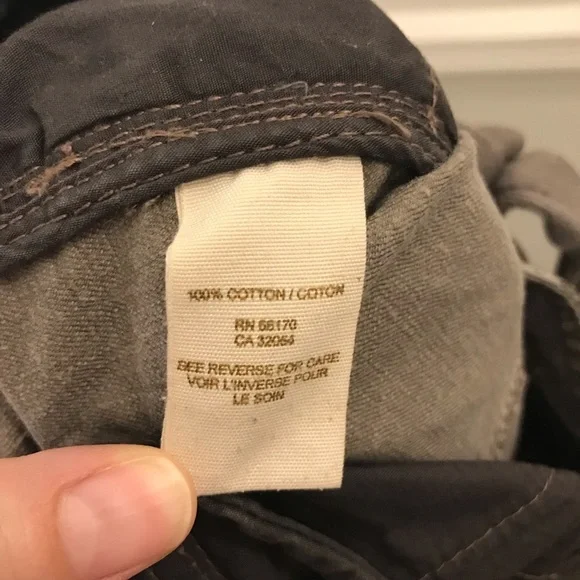 100% COTTON / COTON
RN 66170
CA 32064
SEE REVERSE FOR CARE
VOIR L'INVERSE POUR
LE SOIN